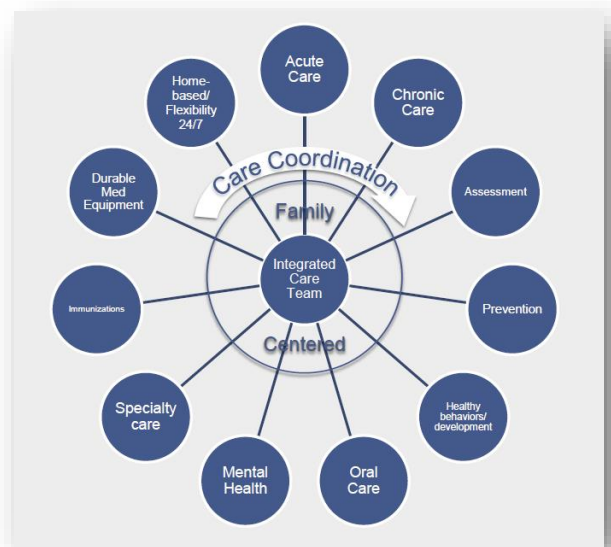 Acute
Care
Chronic
Care
Assessment
Prevention
Healthy
behaviors/
development
Oral
Care
Mental
Health
Specialty
care
Immunizations
Durable
Med
Equipment
Home-
based/
Flexibility
24/7
Care Coordination
Family
Integrated
Care
Team
Centered